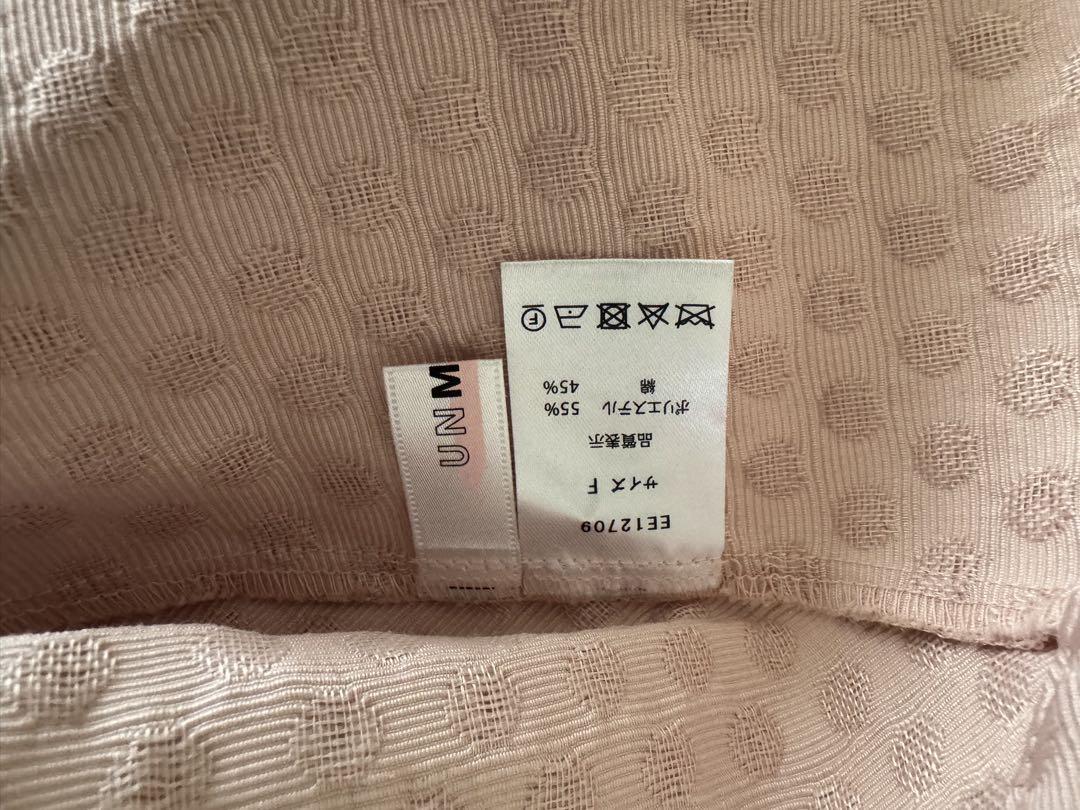 EE12709
サイズ F
品質表示
ポリエステル 55%
綿 45%
F
UNM